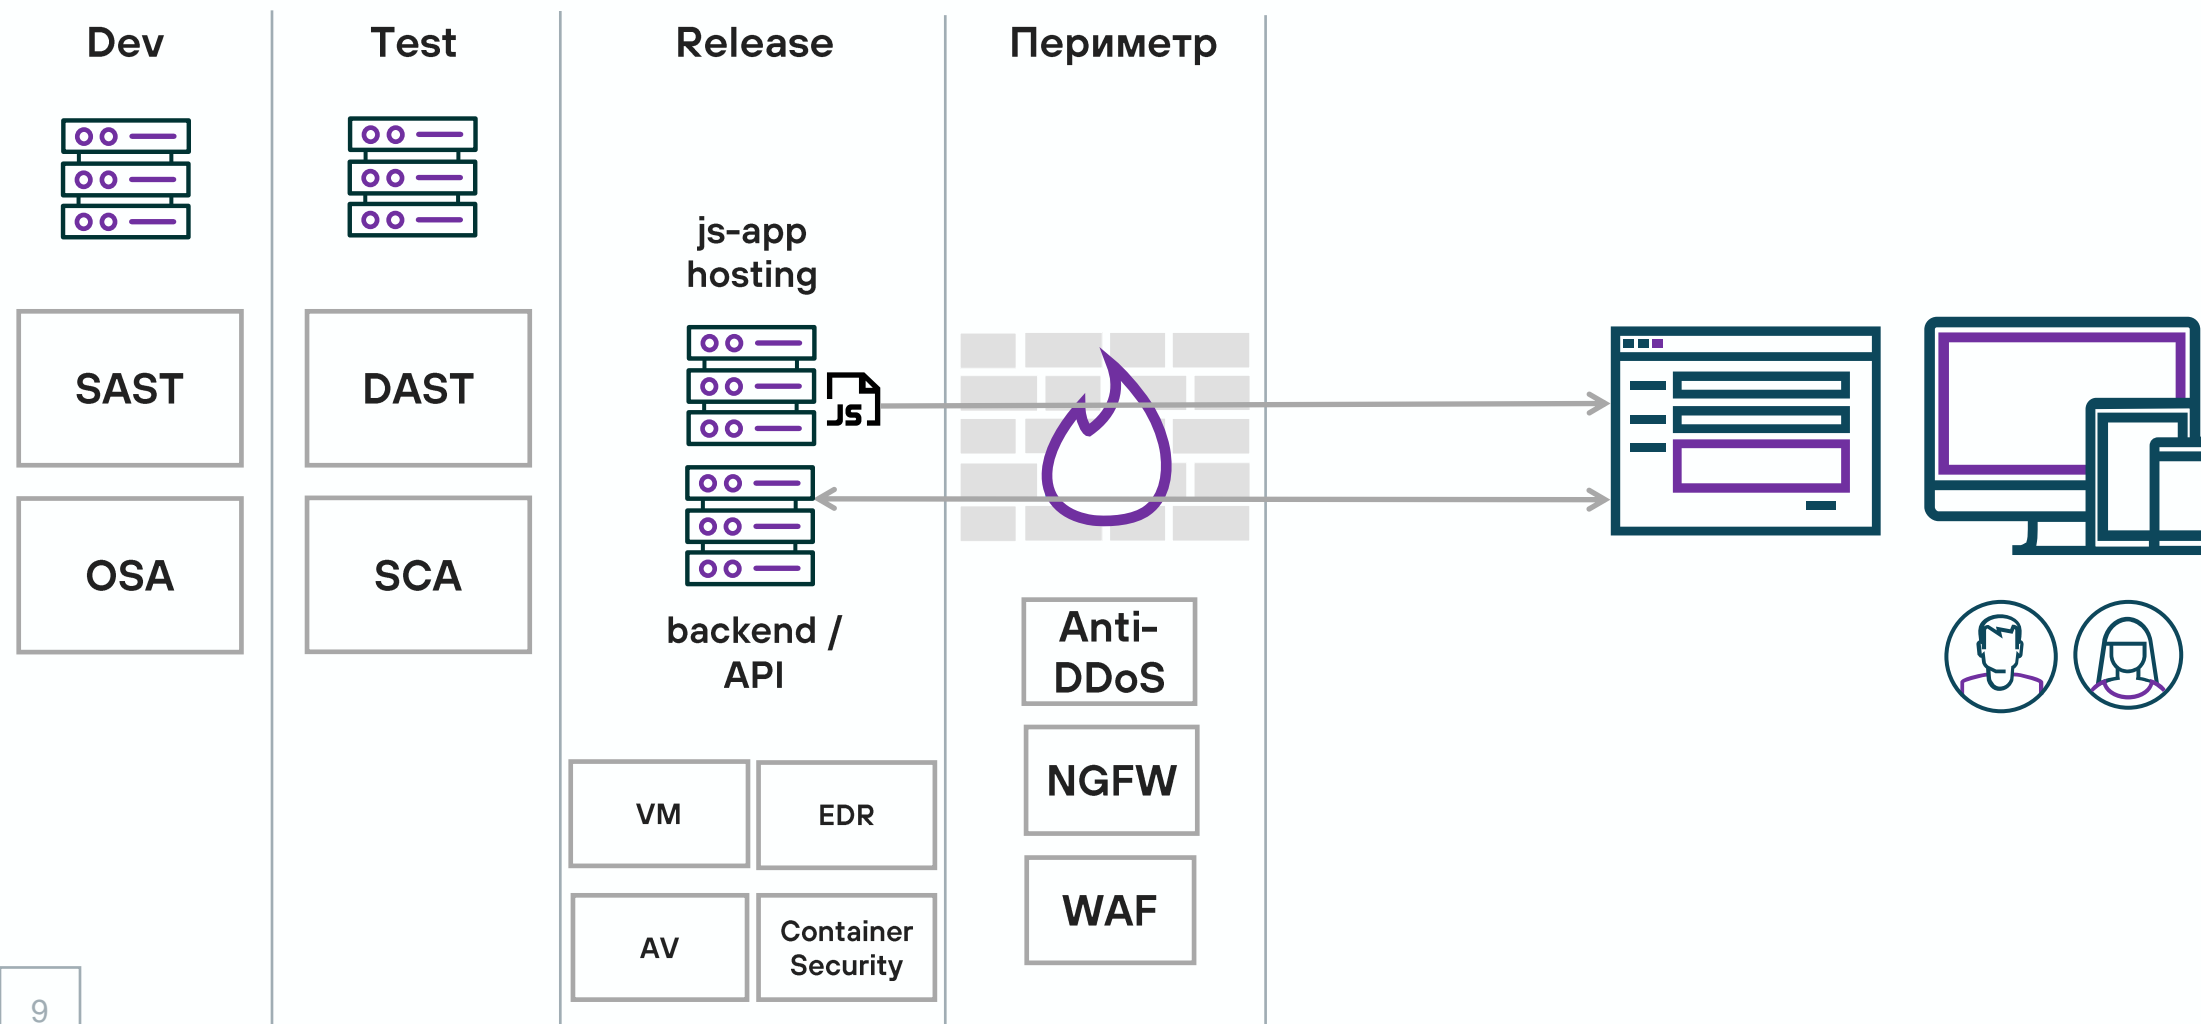 Dev
Test
Release
Периметр
js-app
hosting
JS
SAST
DAST
OSA
SCA
backend /
API
Anti-
DDoS
NGFW
WAF
VM
EDR
AV
Container
Security
9